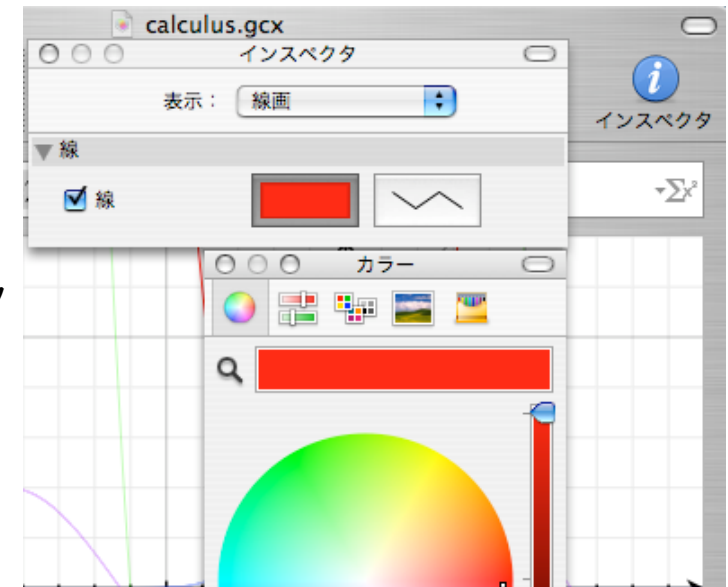 calculus.gcx
インスペクタ
表示： 線画
インスペクタ
線
線
Σx²
カラー